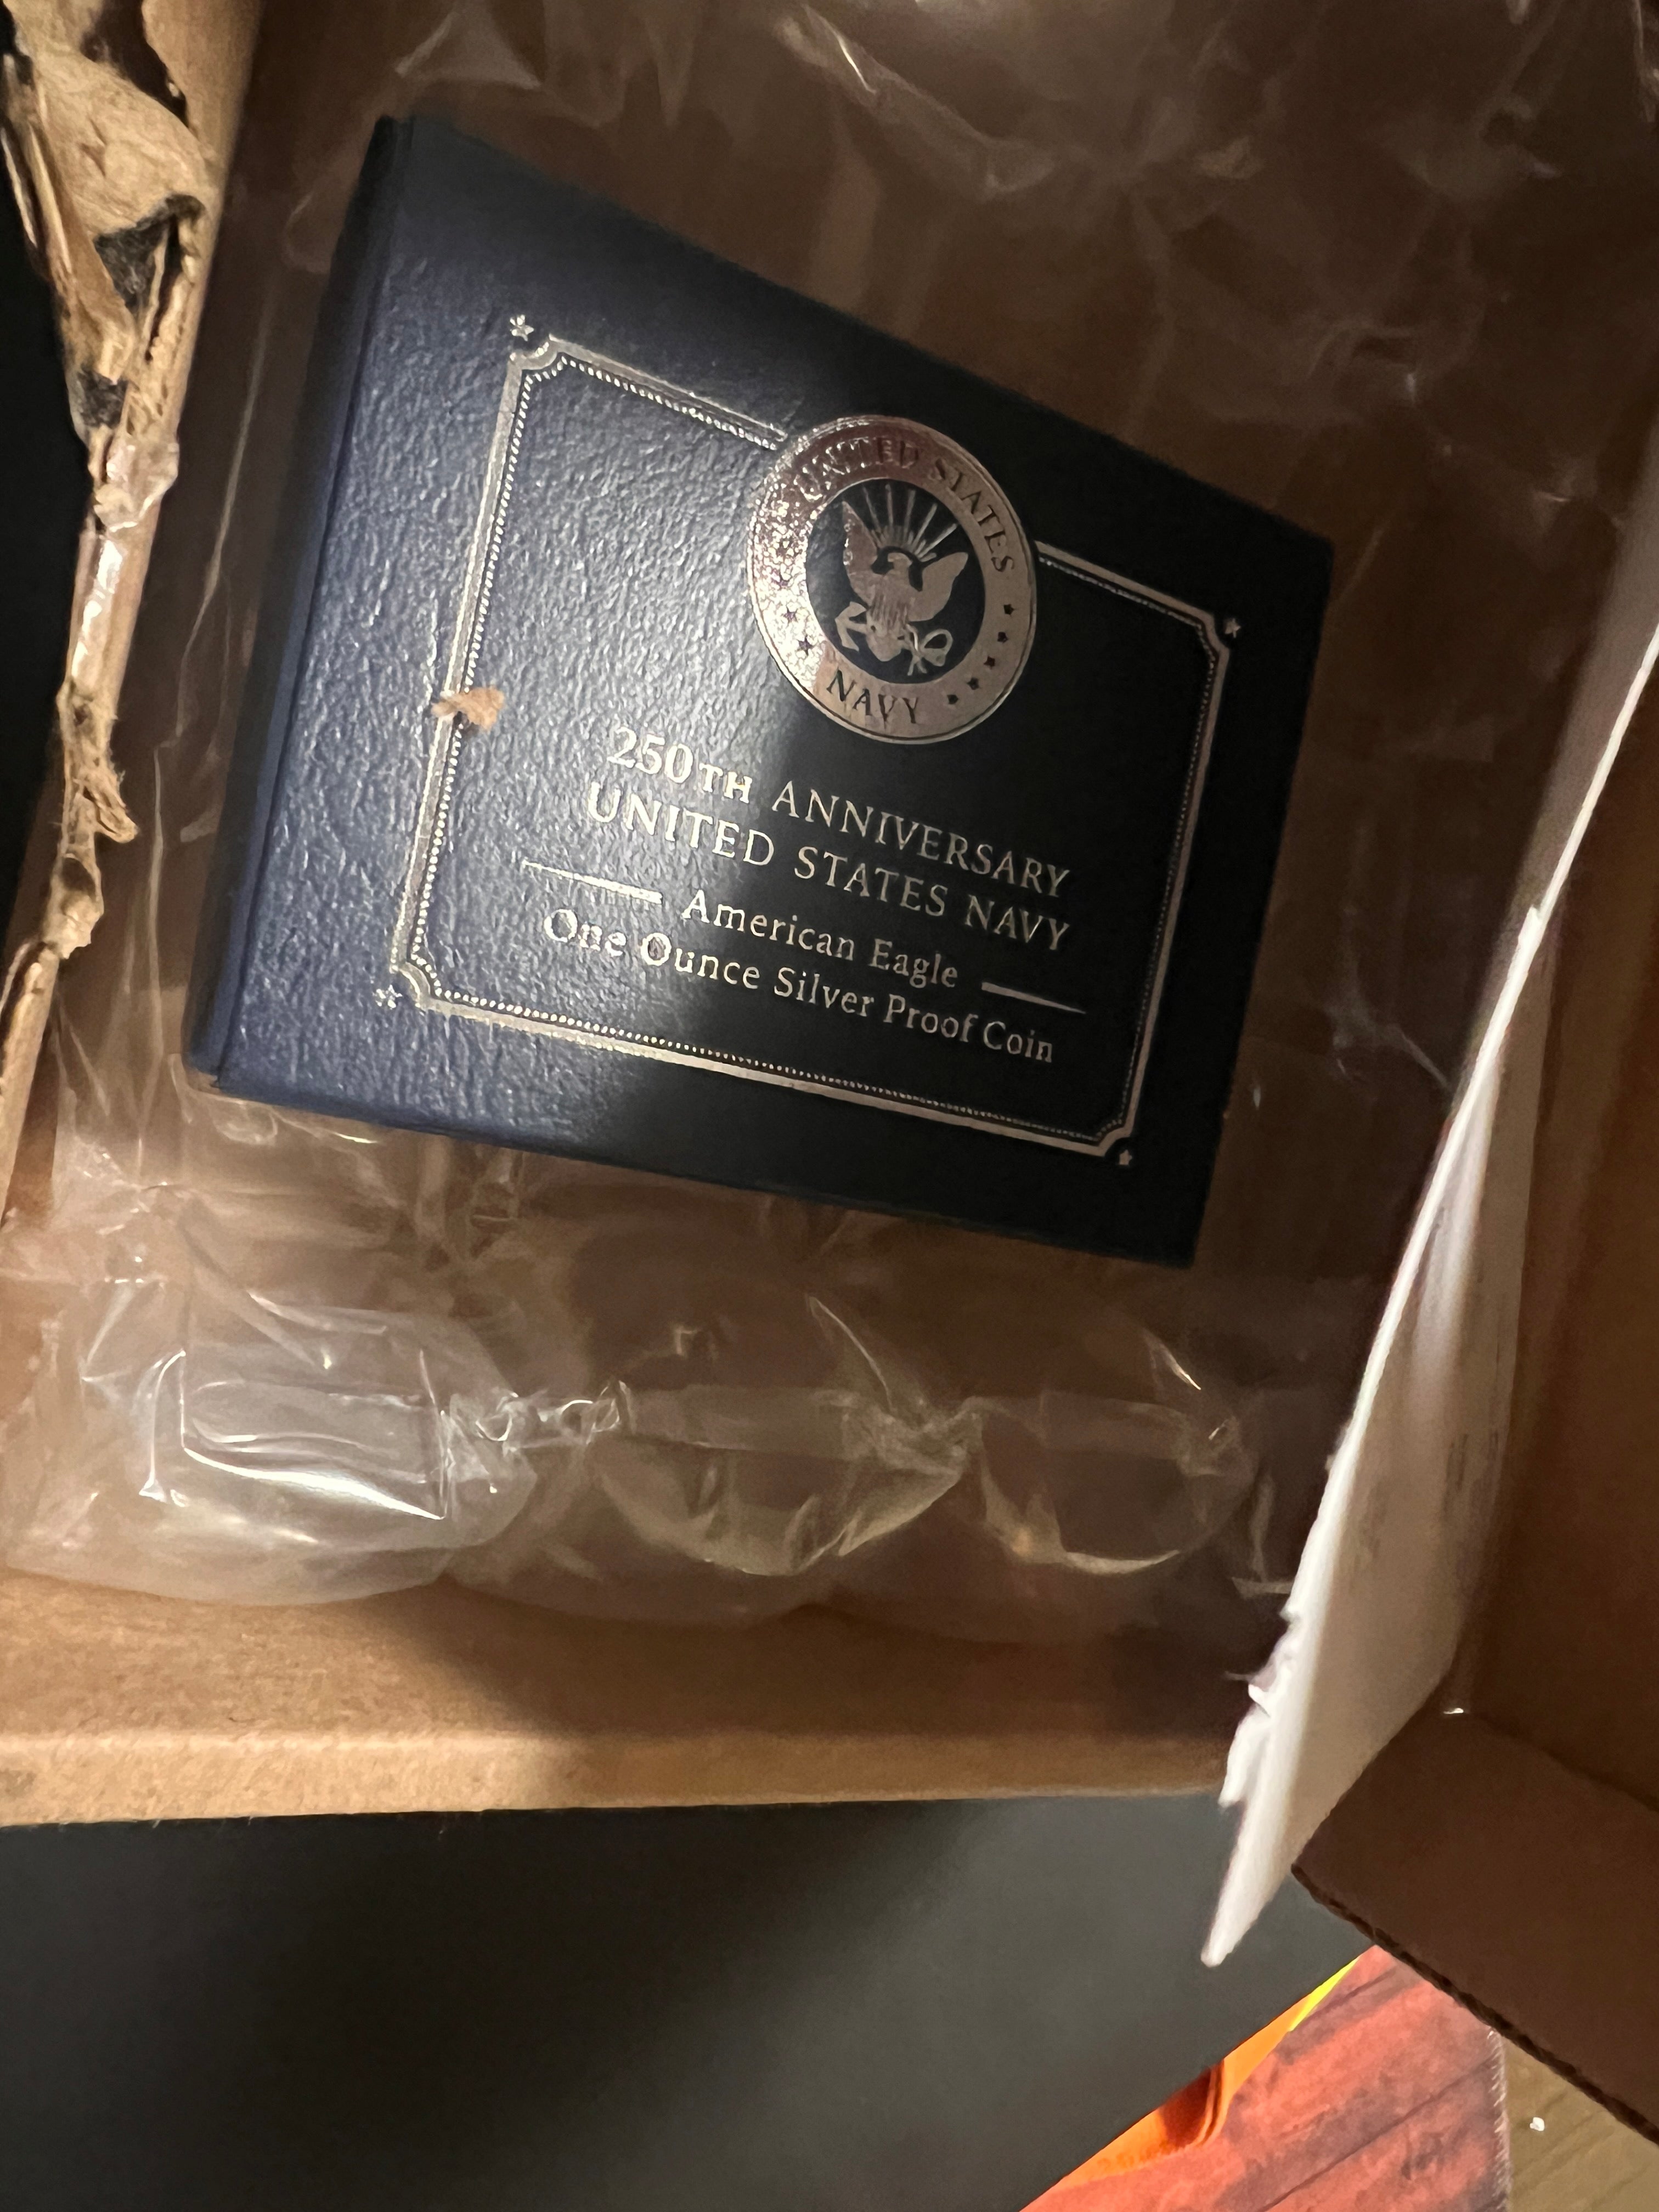 UNITED STATES
NAVY
250TH ANNIVERSARY
UNITED STATES NAVY
American Eagle
One Ounce Silver Proof Coin